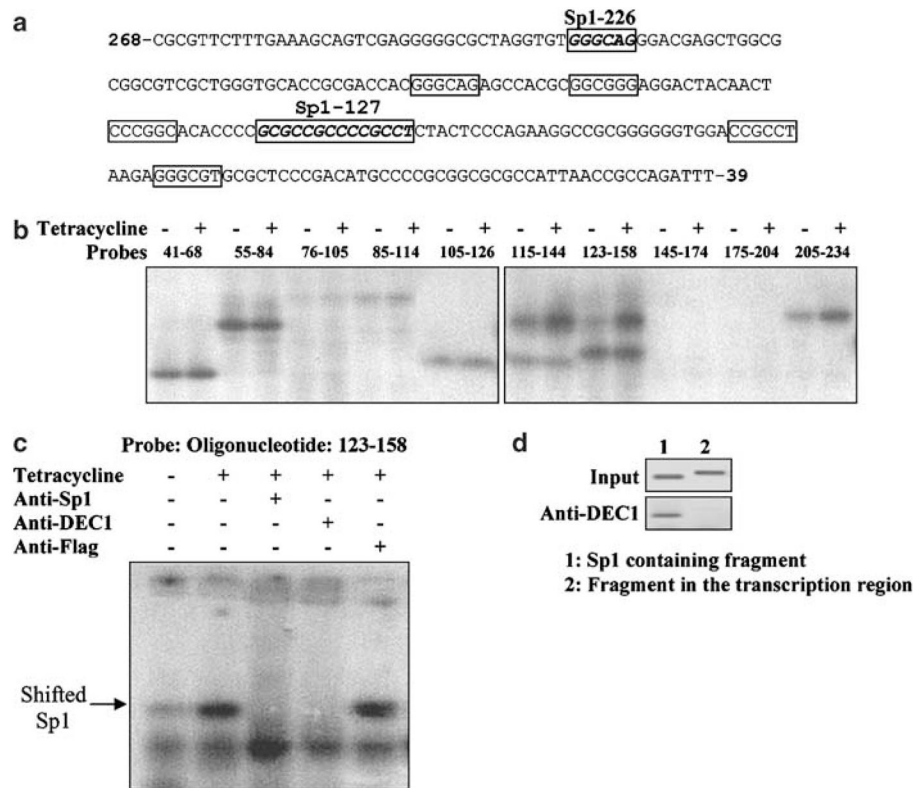 a
Sp1-226
268-CGCGTTCTTTGAAAGCAGTCGAGGGGGCGCTAGGTGTGGGCAGGGACGAGCTGGCG
CGGCGTCGCTGGGTGCACCGCGACCACGGGCAGAGCCACGCGGCGGGAGGACTACAACT
Sp1-127
CCCGGCACACCCCGCGCCGCCCCGCCTCTACTCCCAGAAGGCCGCGGGGGGTGGACCGCCT
AAGAGGGCGTGCGCTCCCGACATGCCCCGCGGCGCGCCATTAACCGCCAGATTT-39
b
Tetracycline - + - + - + - + - + - + - + - + - + - +
Probes 41-68 55-84 76-105 85-114 105-126 115-144 123-158 145-174 175-204 205-234
c
Probe: Oligonucleotide: 123-158
Tetracycline - + + + +
Anti-Sp1 - - + - -
Anti-DEC1 - - - + -
Anti-Flag - - - - +
Shifted
Sp1
d
1 2
Input
Anti-DEC1
1: Sp1 containing fragment
2: Fragment in the transcription region